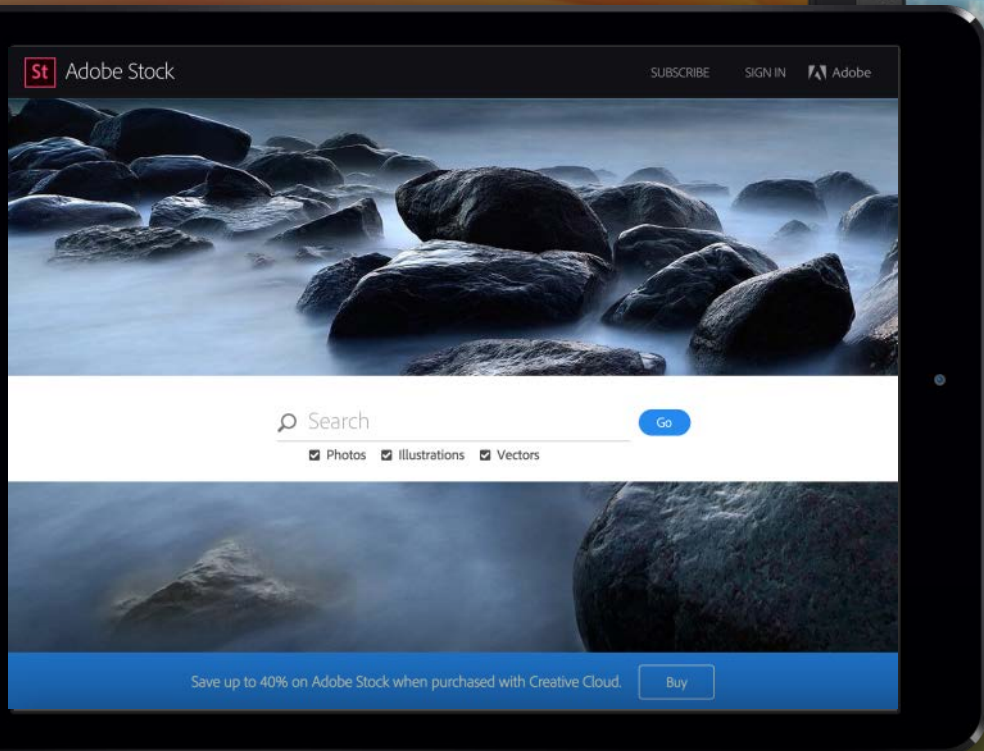 St Adobe Stock SUBSCRIBE SIGN IN Adobe
Search Go
Photos Illustrations Vectors
Save up to 40% on Adobe Stock when purchased with Creative Cloud. Buy